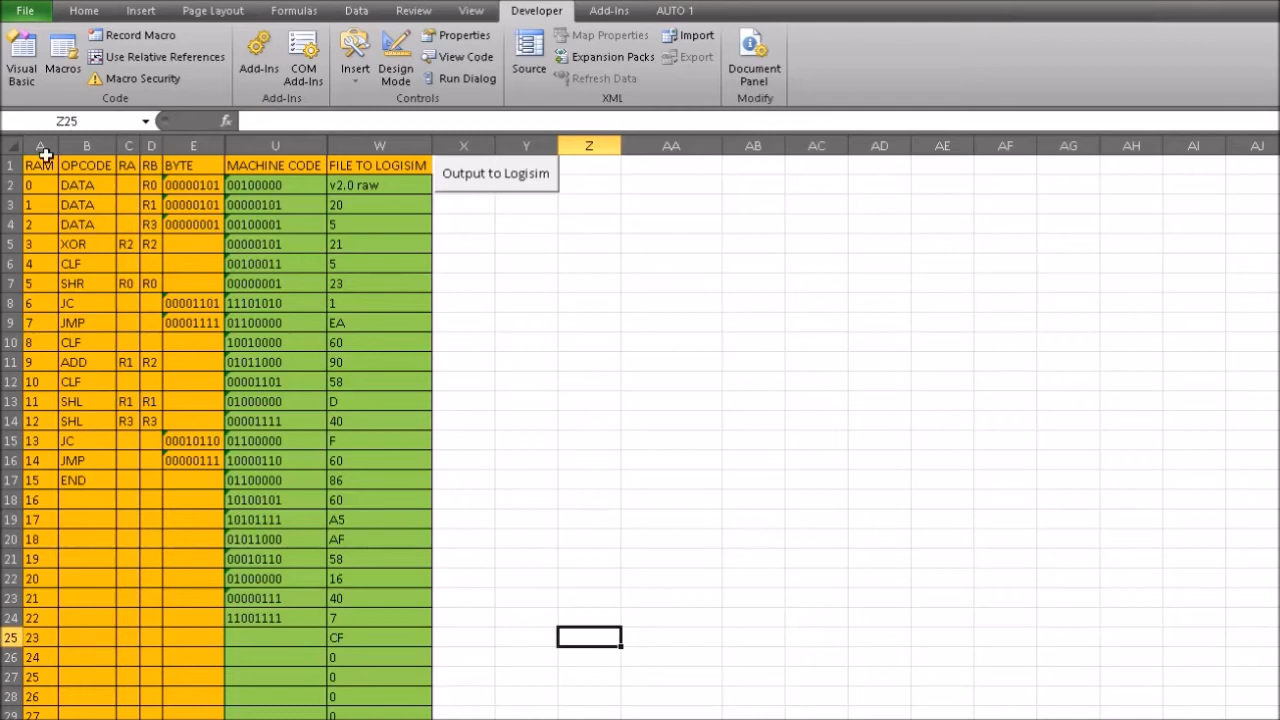 File Home Insert Page Layout Formulas Data Review View Developer Add-Ins AUTO 1
Visual Basic Macros Record Macro Use Relative References Macro Security Add-Ins COM Add-Ins Insert Design Mode Properties View Code Run Dialog Source Map Properties Expansion Packs Refresh Data Import Export Document Panel
Code Add-Ins Controls XML Modify
Z25 fx
A B C D E U W X Y Z AA AB AC AD AE AF AG AH AI AJ
1 RAM OPCODE RA RB BYTE MACHINE CODE FILE TO LOGISIM Output to Logisim
2 0 DATA R0 00000101 00100000 v2.0 raw
3 1 DATA R1 00000101 00000101 20
4 2 DATA R3 00000001 00100001 5
5 3 XOR R2 R2 00000101 21
6 4 CLF 00100011 5
7 5 SHR R0 R0 00000001 23
8 6 JC 00001101 11101010 1
9 7 JMP 00001111 01100000 EA
10 8 CLF 10010000 60
11 9 ADD R1 R2 01011000 90
12 10 CLF 00001101 58
13 11 SHL R1 R1 01000000 D
14 12 SHL R3 R3 00001111 40
15 13 JC 00010110 01100000 F
16 14 JMP 00000111 10000110 60
17 15 END 01100000 86
18 16 10100101 60
19 17 10101111 A5
20 18 01011000 AF
21 19 00010110 58
22 20 01000000 16
23 21 00000111 40
24 22 11001111 7
25 23 CF
26 24 0
27 25 0
28 26 0
29 27 0